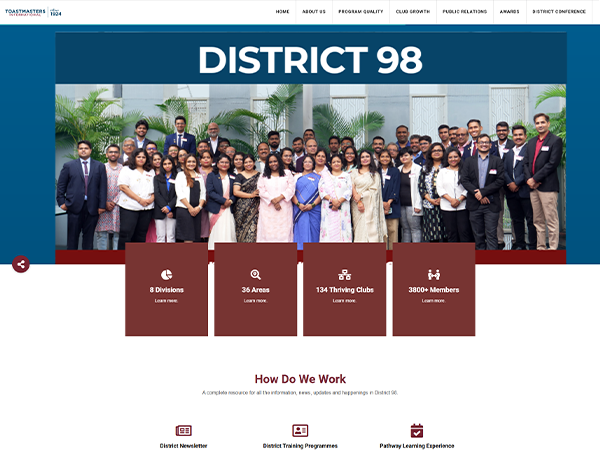 TOASTMASTERS
INTERNATIONAL
1924
HOME
ABOUT US
PROGRAM QUALITY
CLUB GROWTH
PUBLIC RELATIONS
AWARDS
DISTRICT CONFERENCE
DISTRICT 98
8 Divisions
Learn more.
36 Areas
Learn more.
134 Thriving Clubs
Learn more.
3800+ Members
Learn more.
How Do We Work
A complete resource for all the information, news, updates and happenings in District 98.
District Newsletter
District Training Programmes
Pathway Learning Experience